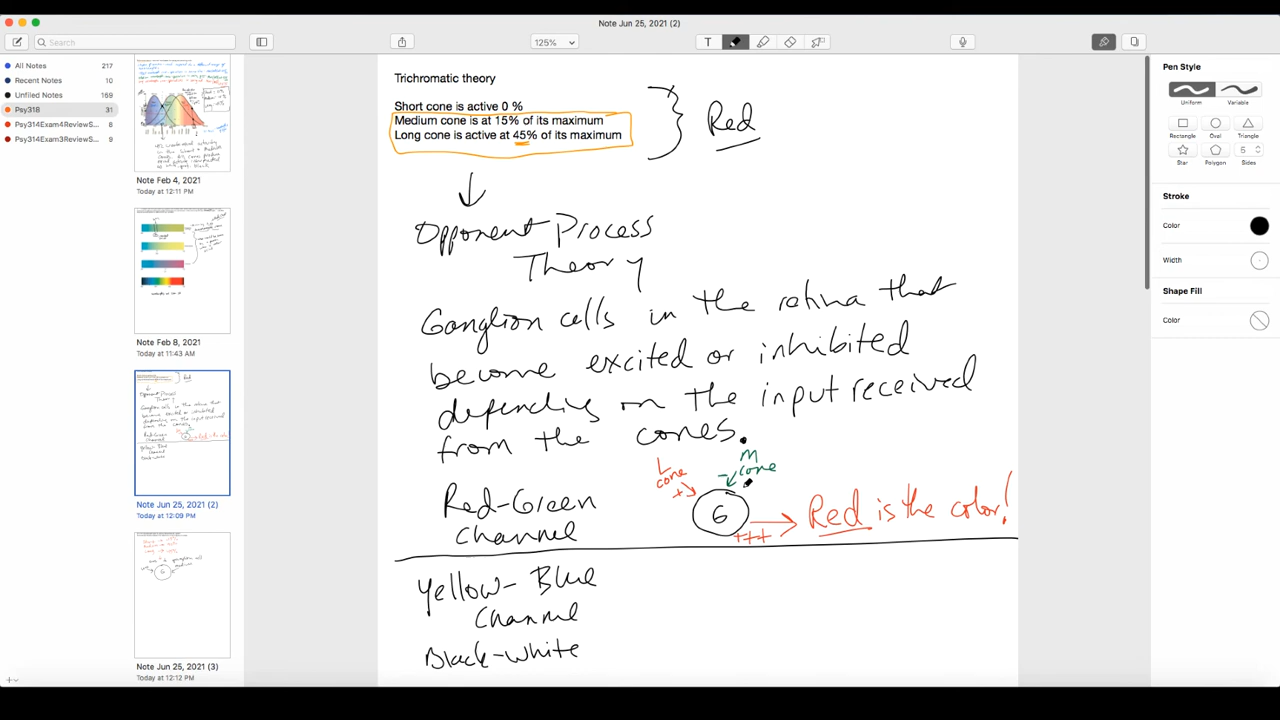 Note Jun 25, 2021 (2)
Search
125%
T
All Notes 217
Recent Notes 10
Unfiled Notes 169
Psy318 31
Psy314Exam4ReviewS... 8
Psy314Exam3ReviewS... 9
Note Feb 4, 2021
Today at 12:11 PM
Note Feb 8, 2021
Today at 11:43 AM
Note Jun 25, 2021 (2)
Today at 12:09 PM
Note Jun 25, 2021 (3)
Today at 12:12 PM
Trichromatic theory
Short cone is active 0 %
Medium cone is at 15% of its maximum
Long cone is active at 45% of its maximum
Red
Opponent Process
Theory
Ganglion cells in the retina that
become excited or inhibited
depending on the input received
from the cones.
L cone +
M cone -
Red-Green
Channel
G
+++
Red is the color!
Yellow-Blue
Channel
Black-white
Pen Style
Uniform Variable
Rectangle Oval Triangle
Star Polygon Sides
Stroke
Color
Width
Shape Fill
Color